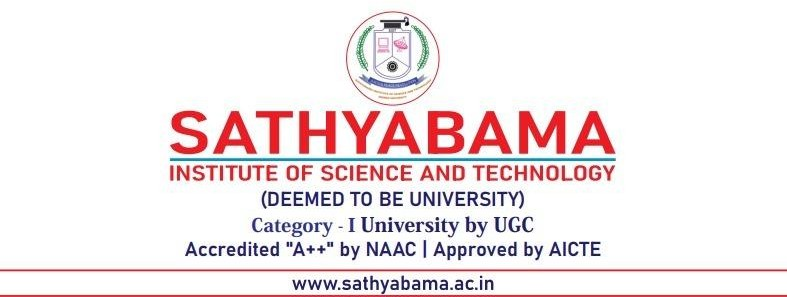 SATHYABAMA
INSTITUTE OF SCIENCE AND TECHNOLOGY
(DEEMED TO BE UNIVERSITY)
Category - I University by UGC
Accredited "A++" by NAAC | Approved by AICTE
www.sathyabama.ac.in